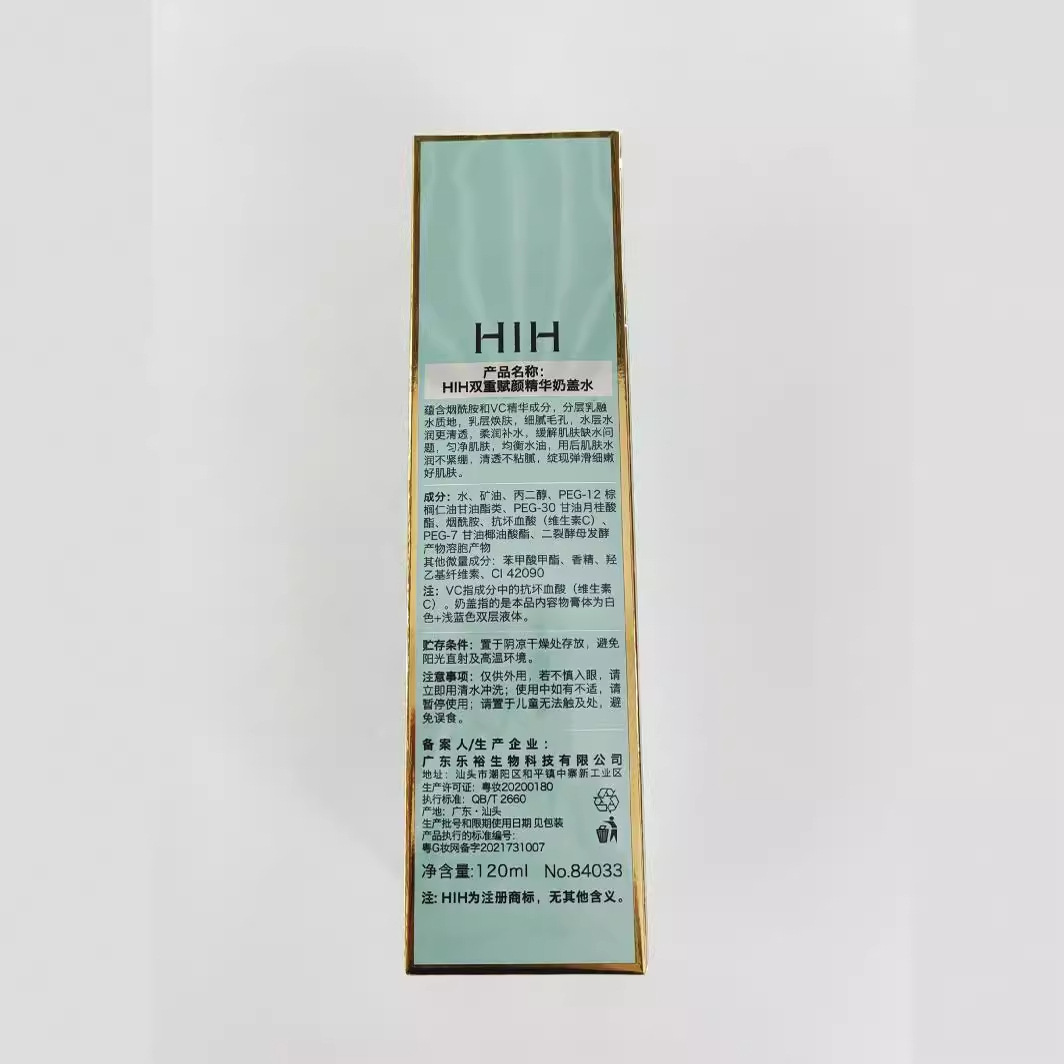 HIH
产品名称：
HIH双重赋颜精华奶盖水
蕴含烟酰胺和VC精华成分，分层乳融
水质地，乳层焕肤，细腻毛孔，水层水
润更清透，柔润补水，缓解肌肤缺水问
题，匀净肌肤，均衡水油，用后肌肤水
润不紧绷，清透不粘腻，绽现弹滑细嫩
好肌肤。
成分：水、矿油、丙二醇、PEG-12 棕
榈仁油甘油酯类、PEG-30 甘油月桂酸
酯、烟酰胺、抗坏血酸（维生素C）、
PEG-7 甘油椰油酸酯、二裂酵母发酵
产物溶胞产物
其他微量成分：苯甲酸甲酯、香精、羟
乙基纤维素、CI 42090
注：VC指成分中的抗坏血酸（维生素
C）。奶盖指的是本品内容物膏体为白
色+浅蓝色双层液体。
贮存条件：置于阴凉干燥处存放，避免
阳光直射及高温环境。
注意事项：仅供外用，若不慎入眼，请
立即用清水冲洗；使用中如有不适，请
暂停使用；请置于儿童无法触及处，避
免误食。
备案人/生产企业：
广东乐裕生物科技有限公司
地址：汕头市潮阳区和平镇中寨新工业区
生产许可证：粤妆20200180
执行标准：QB/T 2660
产地：广东·汕头
生产批号和限期使用日期 见包装
产品执行的标准编号：
粤G妆网备字2021731007
净含量:120ml No.84033
注: HIH为注册商标，无其他含义。